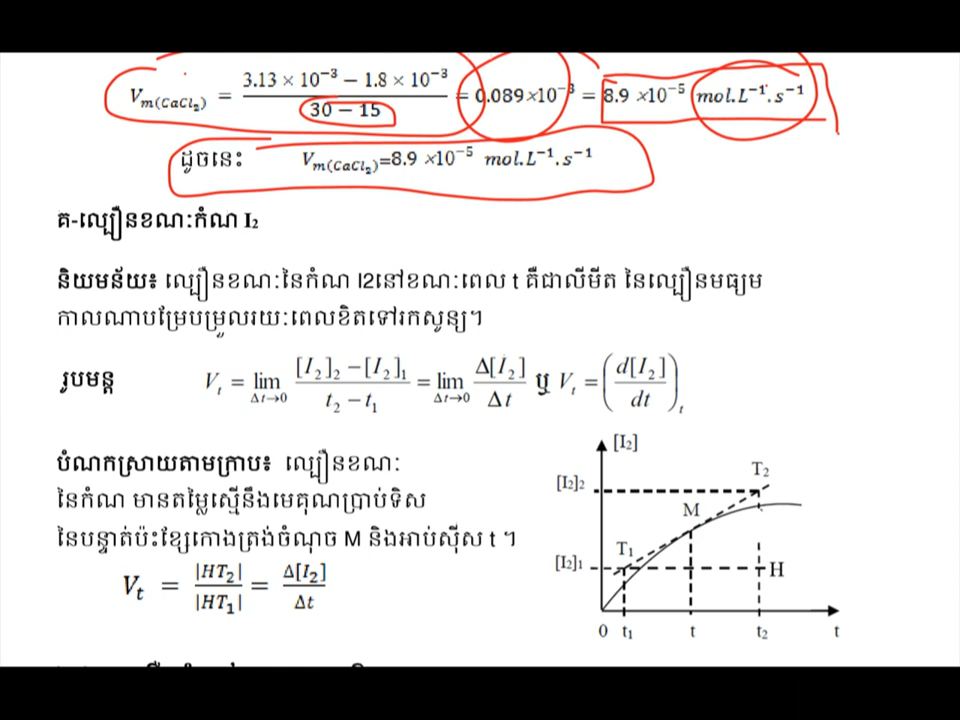 V_m(CaCl₂) = (3.13 × 10⁻³ − 1.8 × 10⁻³) / (30 − 15) = 0.089×10⁻³ = 8.9 ×10⁻⁵ mol.L⁻¹.s⁻¹
ដូចនេះ V_m(CaCl₂)=8.9 ×10⁻⁵ mol.L⁻¹.s⁻¹
គ-ល្បឿនខណៈកំណ I₂
និយមន័យ៖ ល្បឿនខណៈនៃកំណ I2នៅខណៈពេល t គឺជាលីមីត នៃល្បឿនមធ្យម
កាលណាបម្រែបម្រួលរយៈពេលខិតទៅរកសូន្យ។
រូបមន្ត V_t = lim_{Δt→0} ([I₂]₂ − [I₂]₁) / (t₂ − t₁) = lim_{Δt→0} Δ[I₂] / Δt ឬ V_t = (d[I₂] / dt)_t
បំណកស្រាយតាមក្រាប៖ ល្បឿនខណៈ
នៃកំណ មានតម្លៃស្មើនឹងមេគុណប្រាប់ទិស
នៃបន្ទាត់ប៉ះខ្សែកោងត្រង់ចំណុច M និងអាប់ស៊ីស t ។
V_t = |HT₂| / |HT₁| = Δ[I₂] / Δt
[I₂]
T₂
[I₂]₂
M
T₁
[I₂]₁
H
0 t₁ t t₂ t